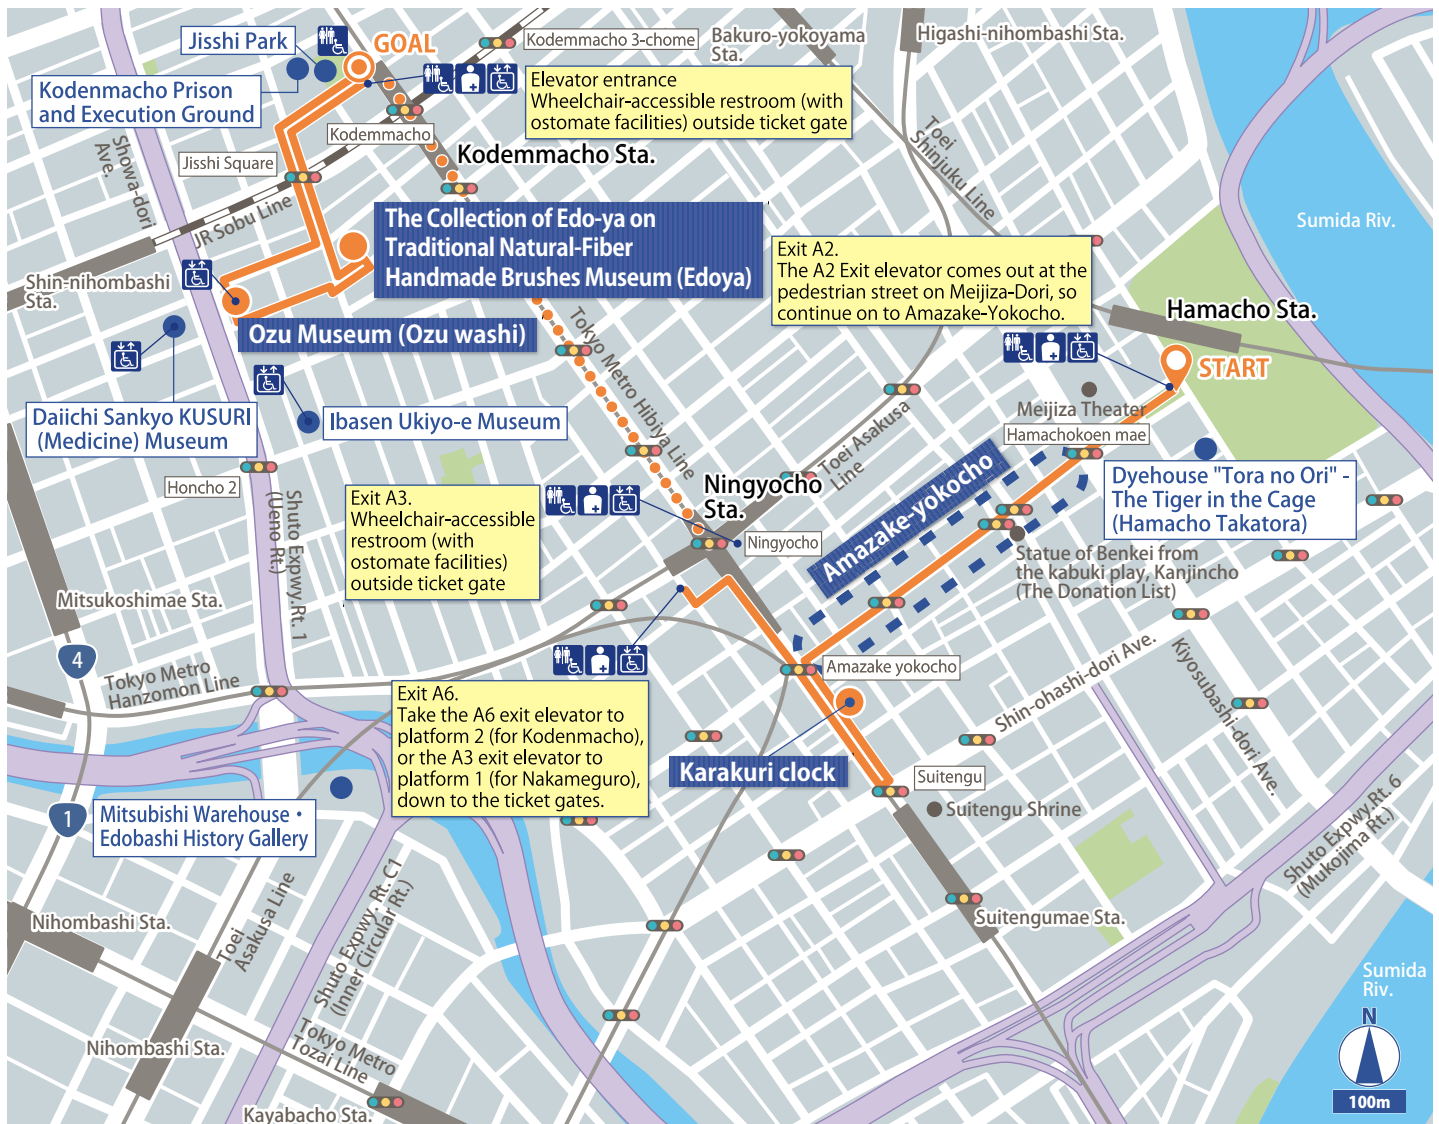 Jisshi Park
GOAL
Kodemmacho 3-chome
Bakuro-yokoyama
Sta.
Higashi-nihombashi Sta.
Kodenmacho Prison
and Execution Ground
Elevator entrance
Wheelchair-accessible restroom (with
ostomate facilities) outside ticket gate
Kodemmacho
Kodemmacho Sta.
Toei
Shinjuku Line
Showa-dori
Ave.
Jisshi Square
JR Sobu Line
The Collection of Edo-ya on
Traditional Natural-Fiber
Handmade Brushes Museum (Edoya)
Sumida Riv.
Exit A2.
The A2 Exit elevator comes out at the
pedestrian street on Meijiza-Dori, so
continue on to Amazake-Yokocho.
Shin-nihombashi
Sta.
Hamacho Sta.
START
Ozu Museum (Ozu washi)
Tokyo Metro Hibiya Line
Meijiza Theater
Hamachokoen mae
Daiichi Sankyo KUSURI
(Medicine) Museum
Ibasen Ukiyo-e Museum
Toei Asakusa
Line
Amazake-yokocho
Dyehouse "Tora no Ori" -
The Tiger in the Cage
(Hamacho Takatora)
Honcho 2
Shuto Expwy.Rt. 1
(Ueno Rt.)
Exit A3.
Wheelchair-accessible
restroom (with
ostomate facilities)
outside ticket gate
Ningyocho
Sta.
Ningyocho
Statue of Benkei from
the kabuki play, Kanjincho
(The Donation List)
Mitsukoshimae Sta.
4
Tokyo Metro
Hanzomon Line
Amazake yokocho
Shin-ohashi-dori Ave.
Kiyosubashi-dori Ave.
Exit A6.
Take the A6 exit elevator to
platform 2 (for Kodenmacho),
or the A3 exit elevator to
platform 1 (for Nakameguro),
down to the ticket gates.
Karakuri clock
Suitengu
Suitengu Shrine
1
Mitsubishi Warehouse・
Edobashi History Gallery
Shuto Expwy.Rt. 6
(Mukojima Rt.)
Nihombashi Sta.
Toei
Asakusa Line
Shuto Expwy. Rt. C1
(Inner Circular Rt.)
Suitengumae Sta.
Sumida
Riv.
N
100m
Nihombashi Sta.
Tokyo Metro
Tozai Line
Kayabacho Sta.